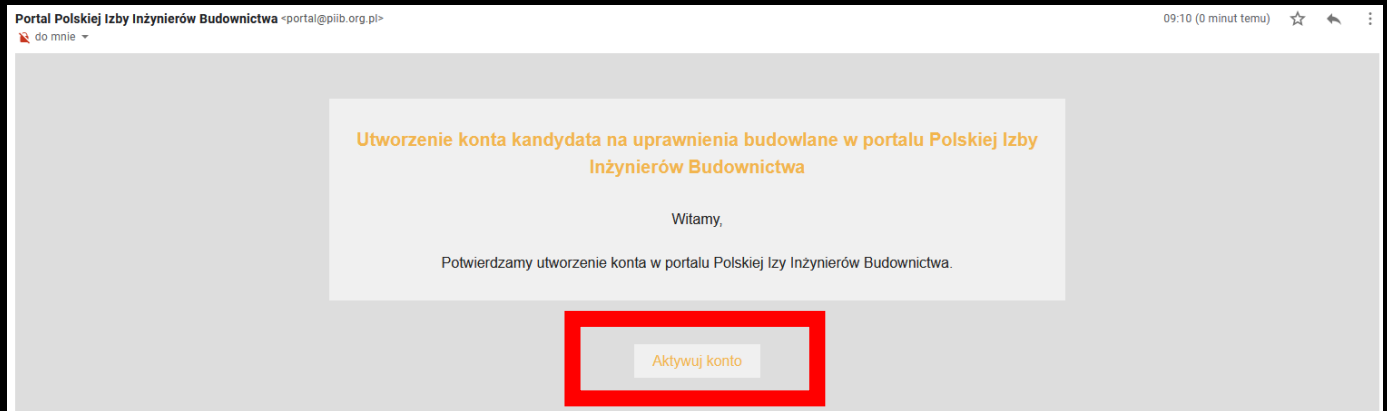 Portal Polskiej Izby Inżynierów Budownictwa <portal@piib.org.pl> 09:10 (0 minut temu)
do mnie
Utworzenie konta kandydata na uprawnienia budowlane w portalu Polskiej Izby
Inżynierów Budownictwa
Witamy,
Potwierdzamy utworzenie konta w portalu Polskiej Izy Inżynierów Budownictwa.
Aktywuj konto